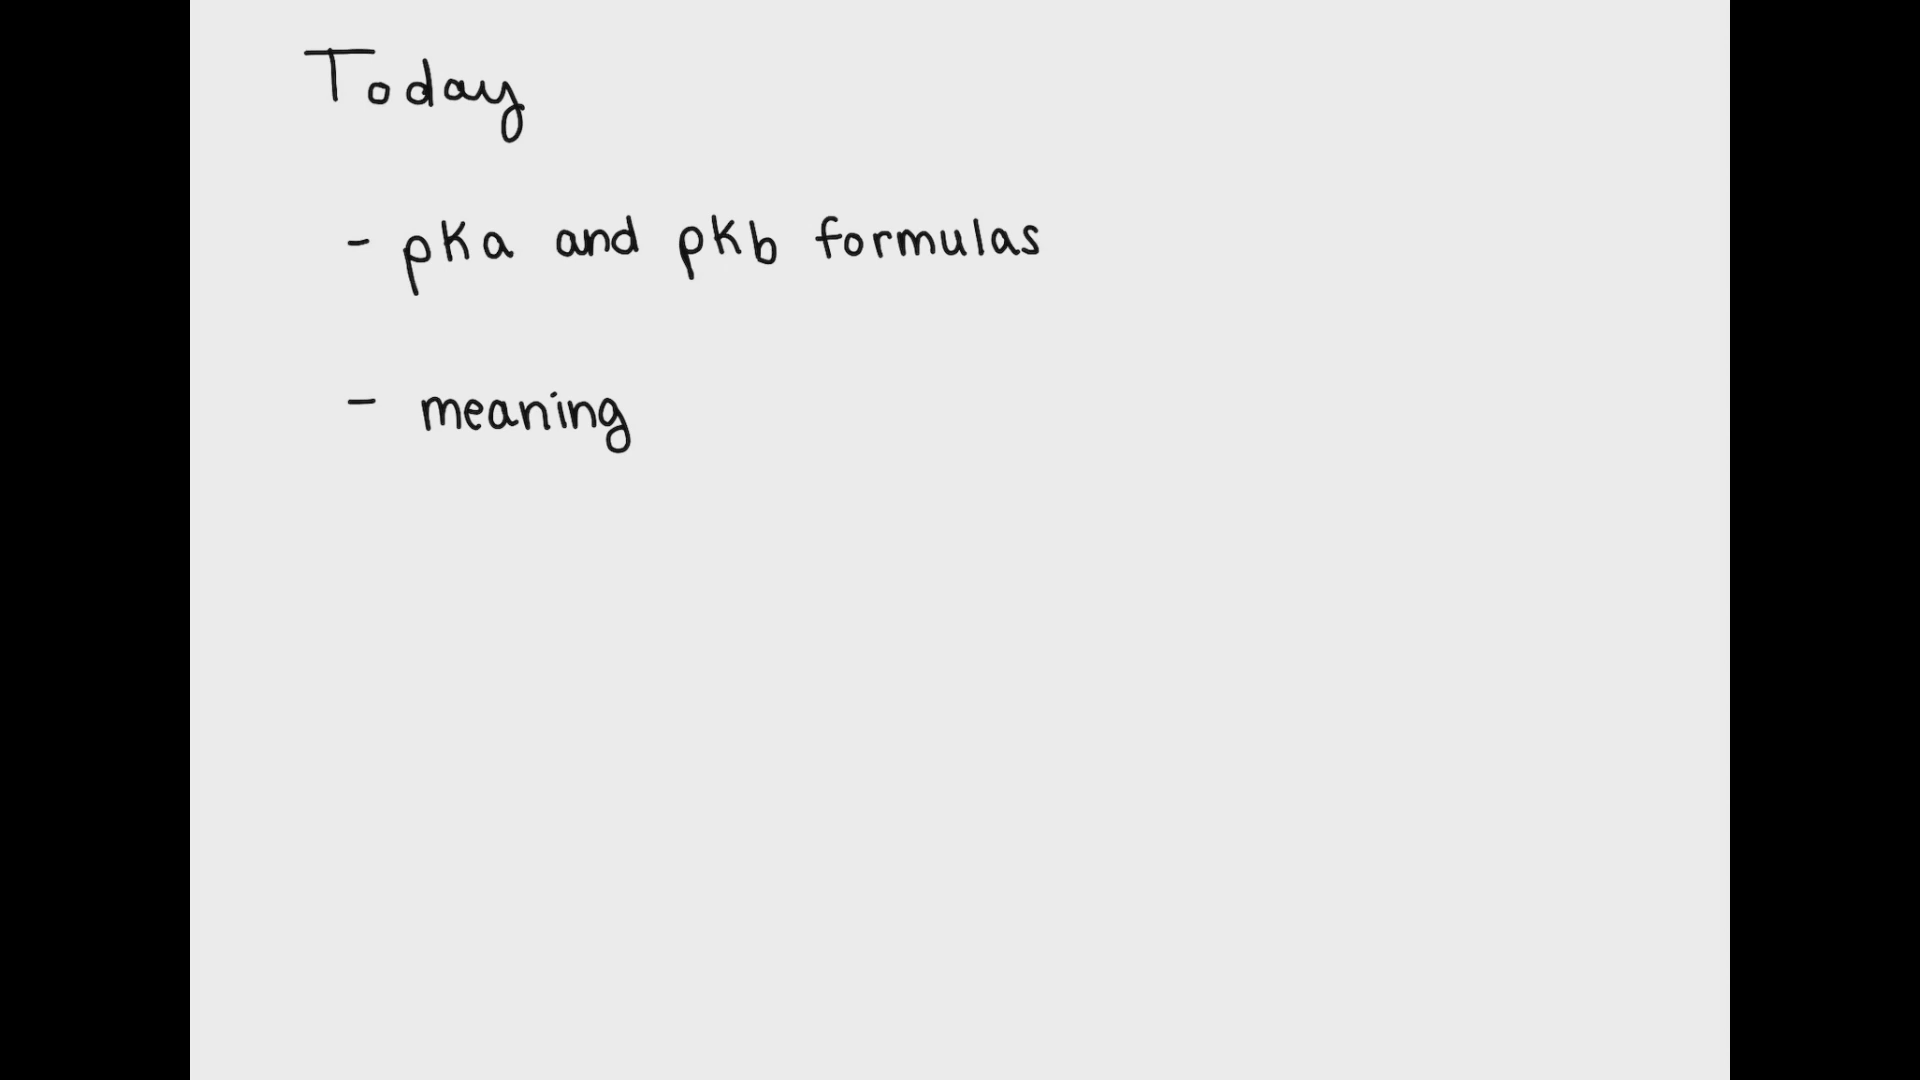 Today
- pKa and pKb formulas
- meaning